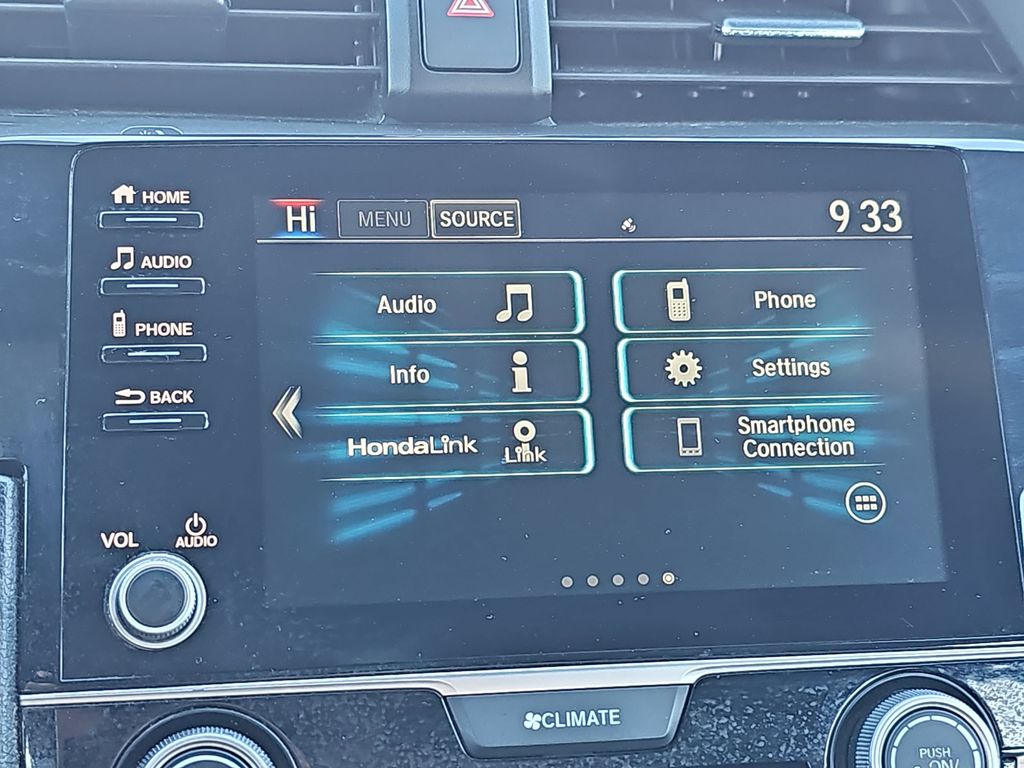 HOME
AUDIO
PHONE
BACK
VOL
AUDIO
Hi MENU SOURCE 9 33
Audio
Phone
Info
Settings
HondaLink
Link
Smartphone
Connection
CLIMATE
PUSH
ON/